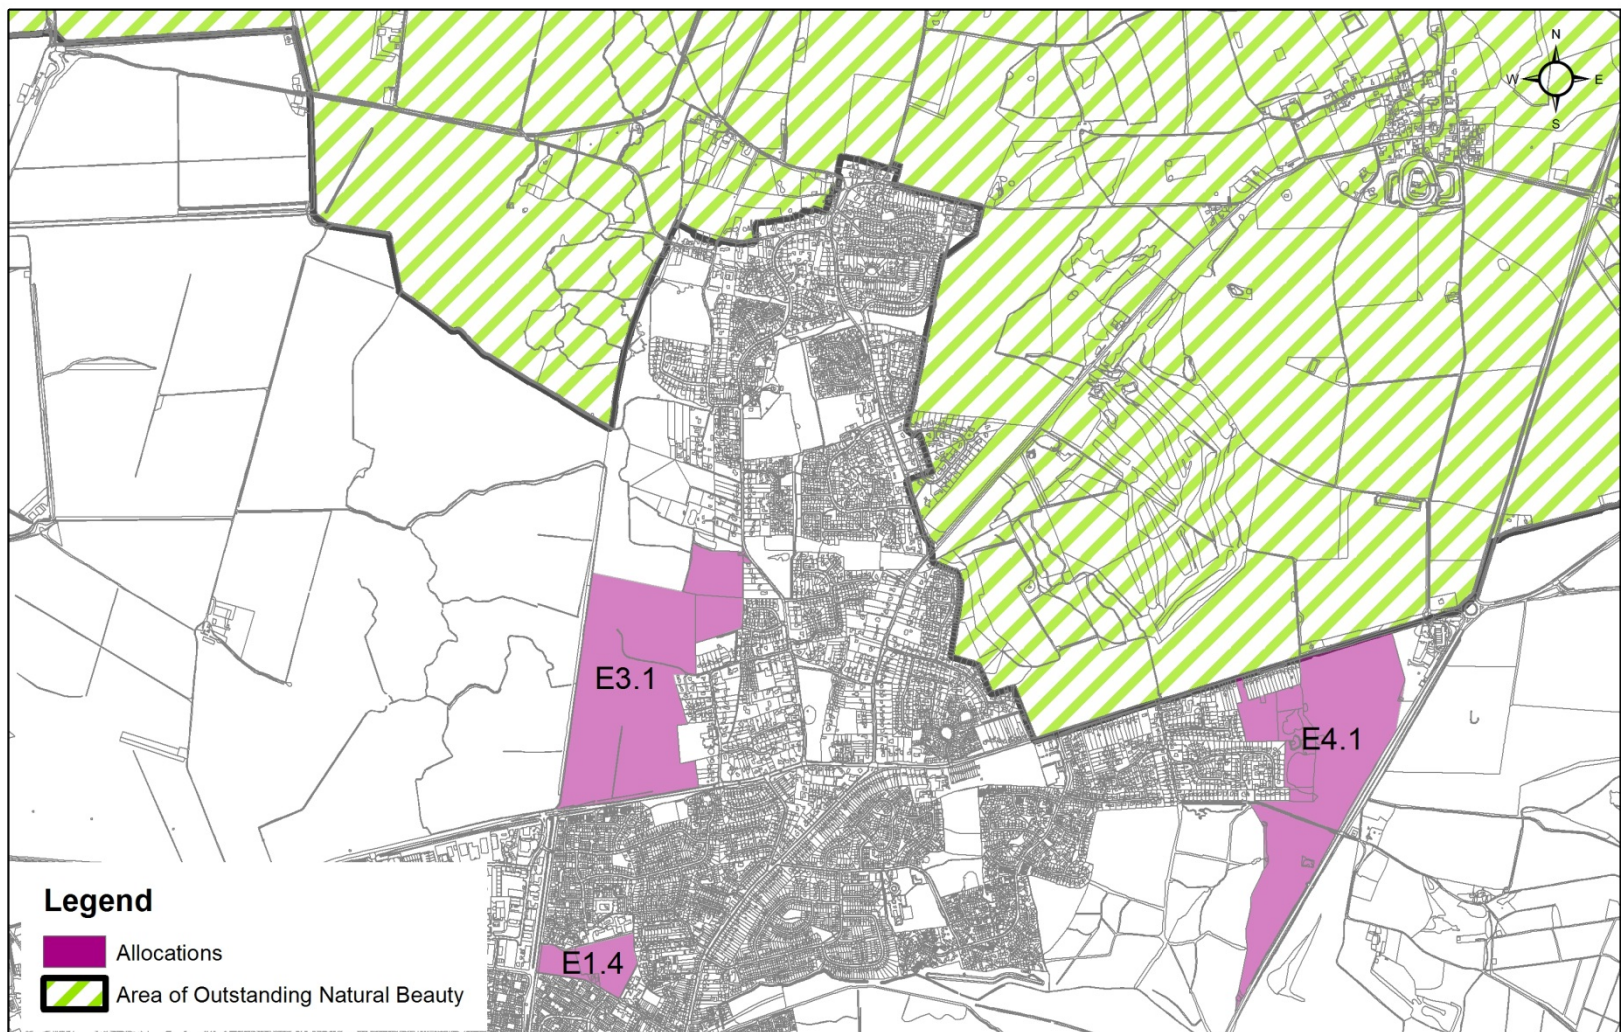 N
W E
S
E3.1
E4.1
E1.4
Legend
Allocations
Area of Outstanding Natural Beauty